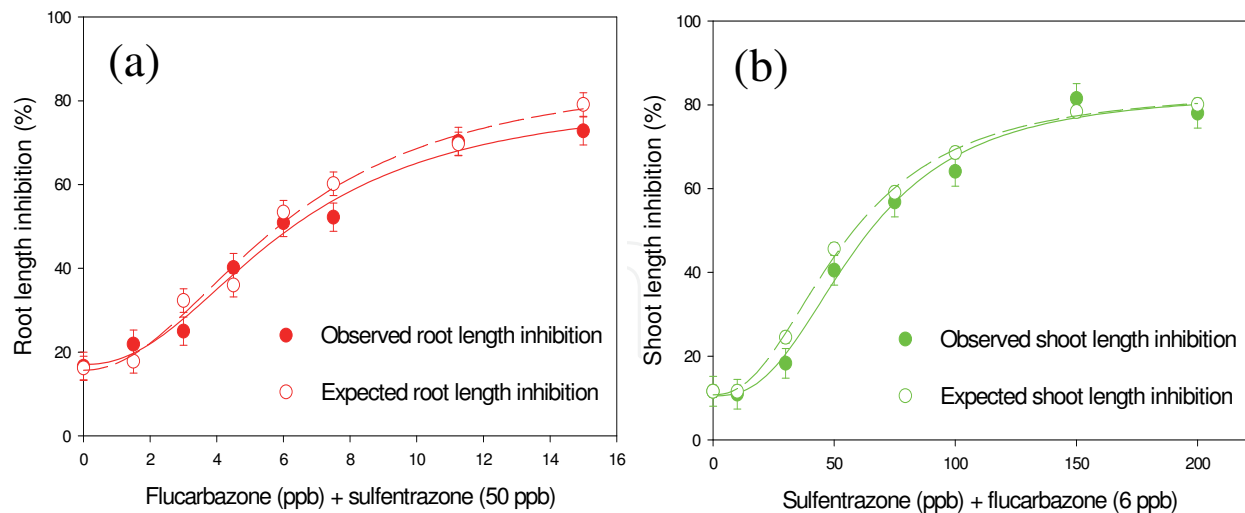 (a)
Root length inhibition (%)
100
80
60
40
20
0
Observed root length inhibition
Expected root length inhibition
0 2 4 6 8 10 12 14 16
Flucarbazone (ppb) + sulfentrazone (50 ppb)
(b)
Shoot length inhibition (%)
100
80
60
40
20
0
Observed shoot length inhibition
Expected shoot length inhibition
0 50 100 150 200
Sulfentrazone (ppb) + flucarbazone (6 ppb)